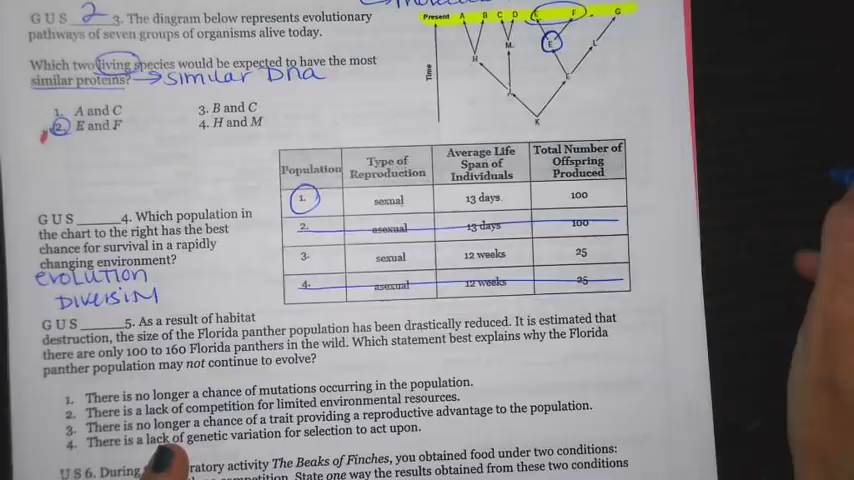 G U S 2 3. The diagram below represents evolutionary
pathways of seven groups of organisms alive today.
Which two living species would be expected to have the most
similar proteins? → similar Dna
1. A and C
2. E and F
3. B and C
4. H and M
Present A B C D E F G
Time
H M E L
K
Population Type of Reproduction Average Life Span of Individuals Total Number of Offspring Produced
1. sexual 13 days. 100
2. asexual 13 days 100
3. sexual 12 weeks 25
4. asexual 12 weeks 25
G U S 4. Which population in
the chart to the right has the best
chance for survival in a rapidly
changing environment?
evolution
Diversim
G U S 5. As a result of habitat
destruction, the size of the Florida panther population has been drastically reduced. It is estimated that
there are only 100 to 160 Florida panthers in the wild. Which statement best explains why the Florida
panther population may not continue to evolve?
1. There is no longer a chance of mutations occurring in the population.
2. There is a lack of competition for limited environmental resources.
3. There is no longer a chance of a trait providing a reproductive advantage to the population.
4. There is a lack of genetic variation for selection to act upon.
U S 6. During activity The Beaks of Finches, you obtained food under two conditions:
competition. State one way the results obtained from these two conditions